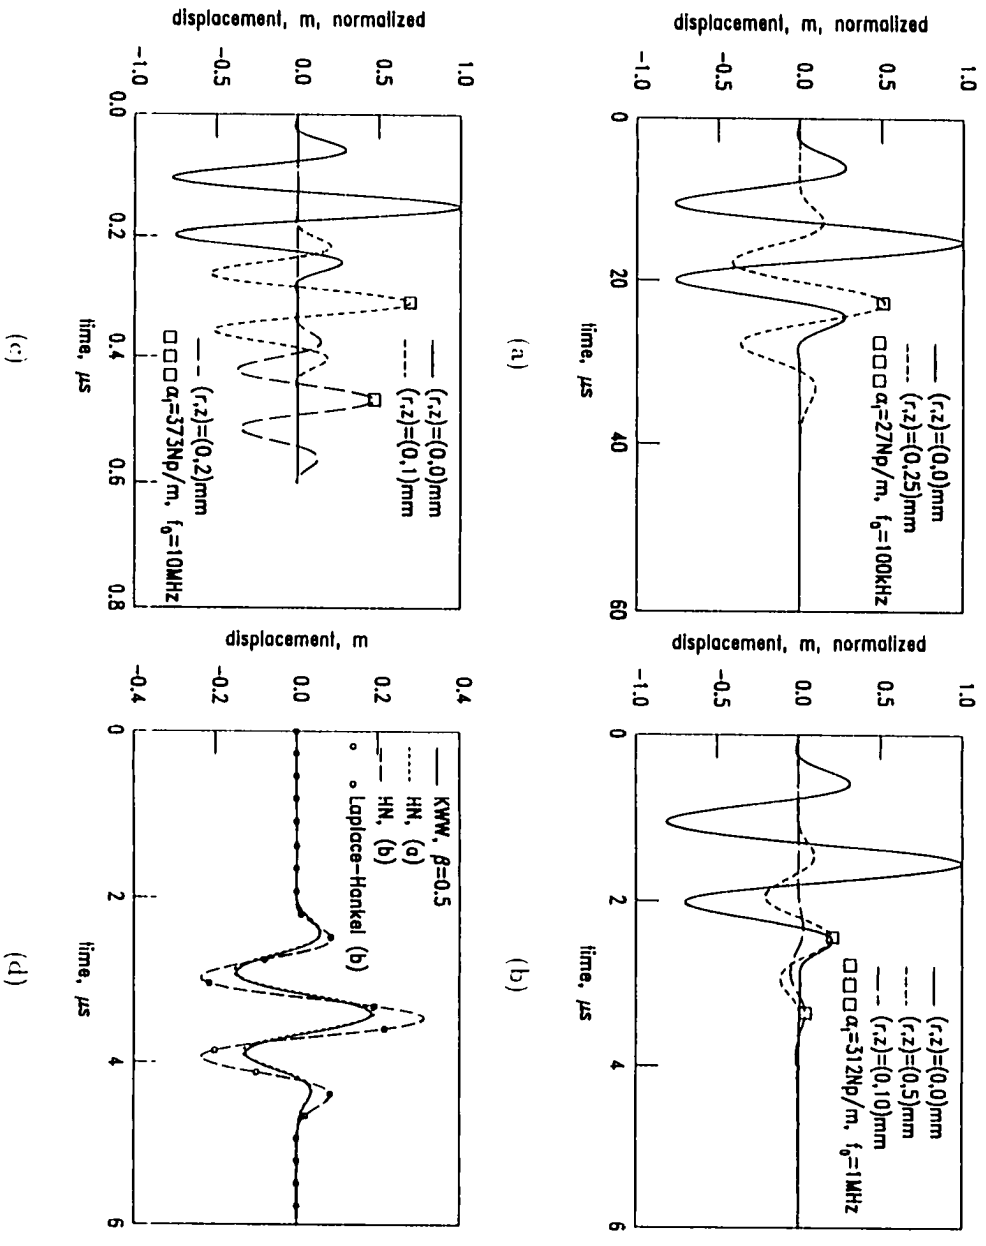 displacement, m, normalized
1.0
0.5
0.0
-0.5
-1.0
0
20
40
60
time, μs
(r,z)=(0,0)mm
(r,z)=(0,25)mm
α₁=27Np/m, f₀=100kHz
(a)
displacement, m, normalized
1.0
0.5
0.0
-0.5
-1.0
0
2
4
6
time, μs
(r,z)=(0,0)mm
(r,z)=(0,5)mm
(r,z)=(0,10)mm
α₁=312Np/m, f₀=1MHz
(b)
displacement, m, normalized
1.0
0.5
0.0
-0.5
-1.0
0.0
0.2
0.4
0.6
0.8
time, μs
(r,z)=(0,0)mm
(r,z)=(0,1)mm
(r,z)=(0,2)mm
α₁=373Np/m, f₀=10MHz
(c)
displacement, m
0.4
0.2
0.0
-0.2
-0.4
0
2
4
6
time, μs
KWW, β=0.5
HN, (a)
HN, (b)
Laplace-Hankel (b)
(d)